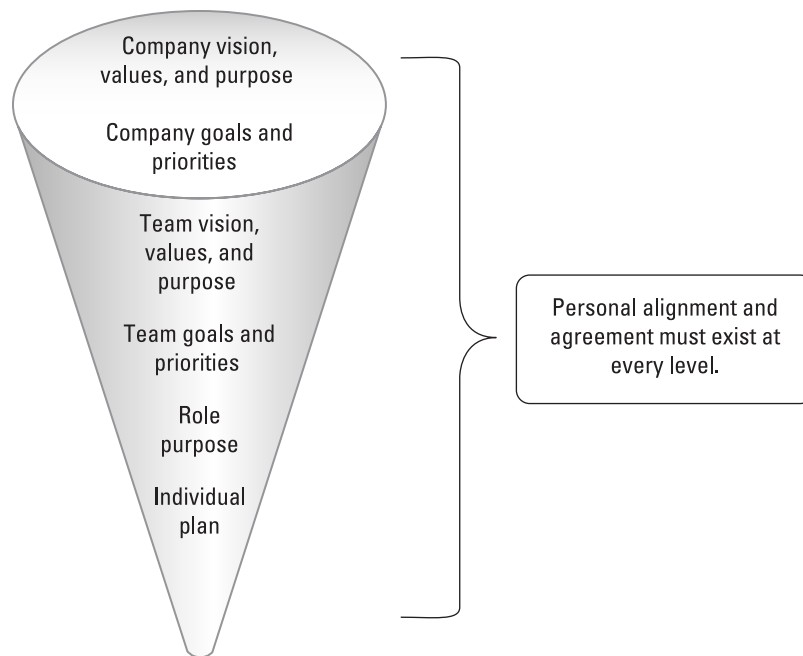 Company vision,
values, and purpose
Company goals and
priorities
Team vision,
values, and
purpose
Team goals and
priorities
Role
purpose
Individual
plan
Personal alignment and
agreement must exist at
every level.